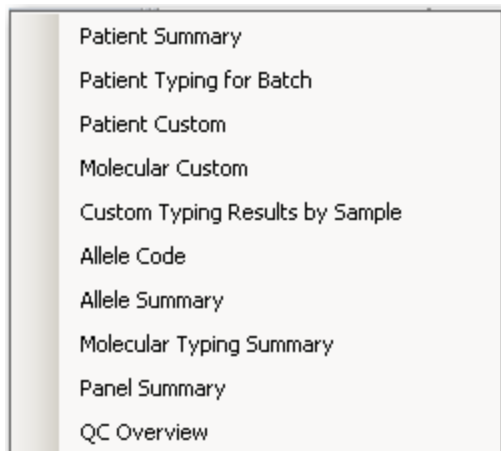 Patient Summary
Patient Typing for Batch
Patient Custom
Molecular Custom
Custom Typing Results by Sample
Allele Code
Allele Summary
Molecular Typing Summary
Panel Summary
QC Overview